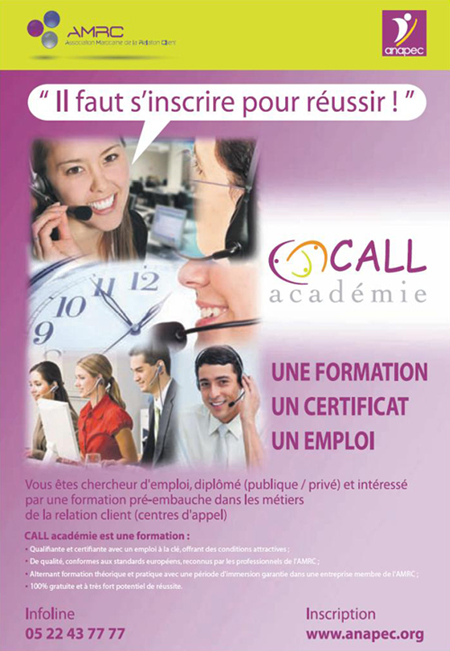 AMRC
Association Marocaine de la Relation Client
anapec
“ Il faut s’inscrire pour réussir ! ”
CALL
académie
12
11
10
9
8
7
UNE FORMATION
UN CERTIFICAT
UN EMPLOI
Vous êtes chercheur d'emploi, diplômé (publique / privé) et intéressé
par une formation pré-embauche dans les métiers
de la relation client (centres d'appel)
CALL académie est une formation :
• Qualifiante et certifiante avec un emploi à la clé, offrant des conditions attractives ;
• De qualité, conformes aux standards européens, reconnus par les professionnels de l'AMRC ;
• Alternant formation théorique et pratique avec une période d'immersion garantie dans une entreprise membre de l'AMRC ;
• 100% gratuite et à très fort potentiel de réussite.
Infoline
05 22 43 77 77
Inscription
www.anapec.org